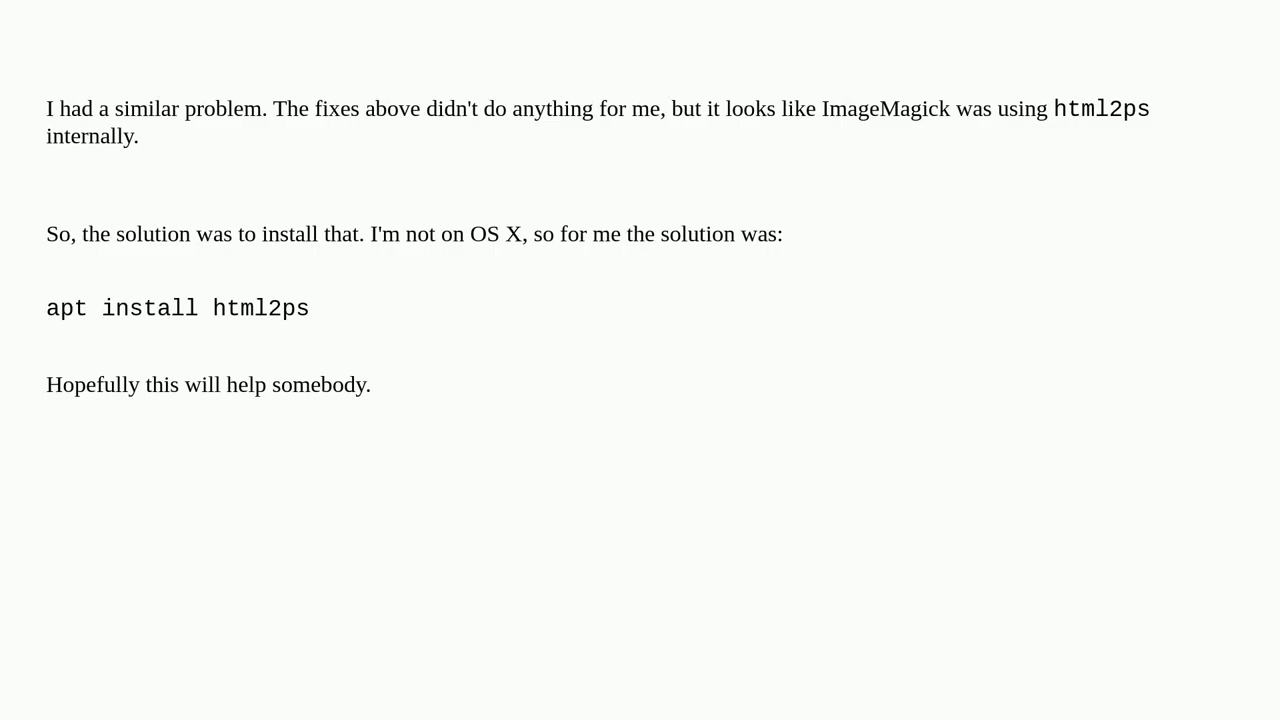 I had a similar problem. The fixes above didn't do anything for me, but it looks like ImageMagick was using html2ps
internally.
So, the solution was to install that. I'm not on OS X, so for me the solution was:
apt install html2ps
Hopefully this will help somebody.